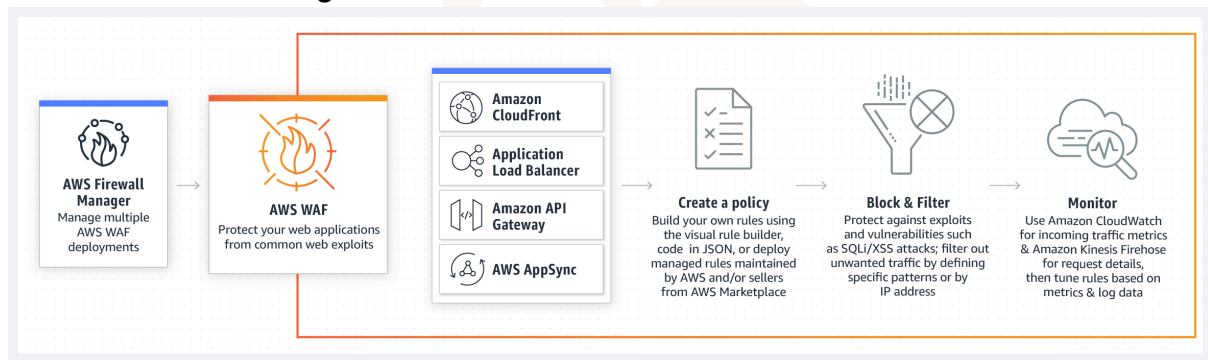 AWS Firewall
Manager
Manage multiple
AWS WAF
deployments
AWS WAF
Protect your web applications
from common web exploits
Amazon
CloudFront
Application
Load Balancer
Amazon API
Gateway
AWS AppSync
Create a policy
Build your own rules using
the visual rule builder,
code in JSON, or deploy
managed rules maintained
by AWS and/or sellers
from AWS Marketplace
Block & Filter
Protect against exploits
and vulnerabilities such
as SQLi/XSS attacks; filter out
unwanted traffic by defining
specific patterns or by
IP address
Monitor
Use Amazon CloudWatch
for incoming traffic metrics
& Amazon Kinesis Firehose
for request details,
then tune rules based on
metrics & log data